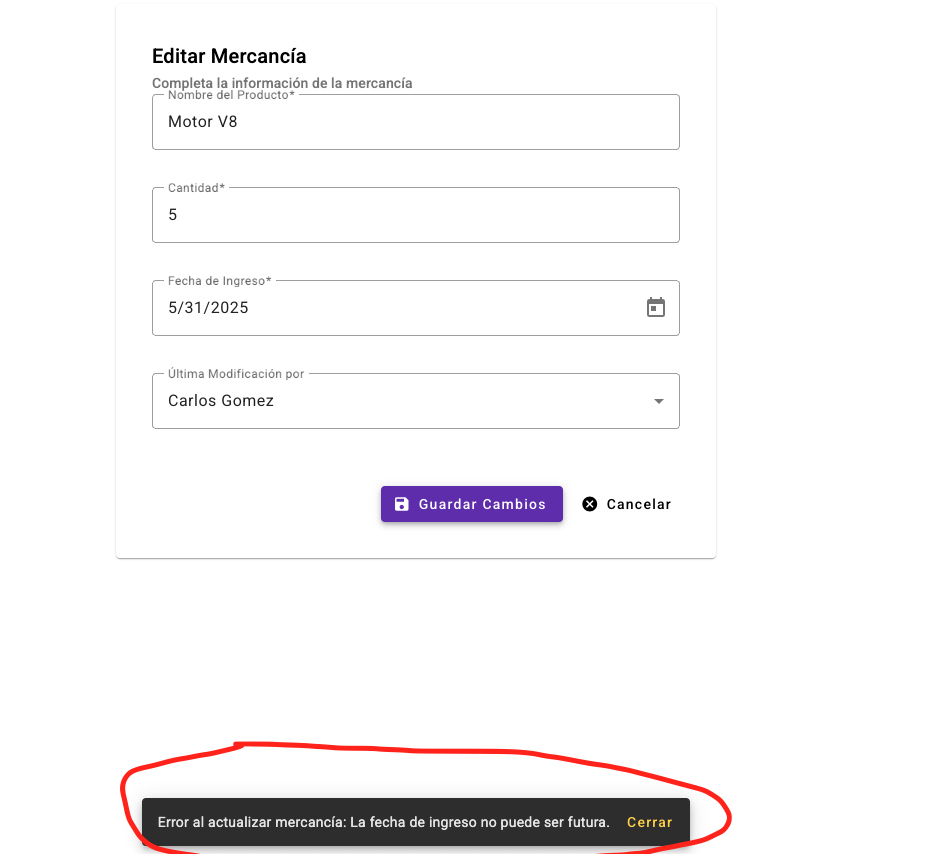 Editar Mercancía
Completa la información de la mercancía
Nombre del Producto*
Motor V8
Cantidad*
5
Fecha de Ingreso*
5/31/2025
Última Modificación por
Carlos Gomez
Guardar Cambios
Cancelar
Error al actualizar mercancía: La fecha de ingreso no puede ser futura. Cerrar